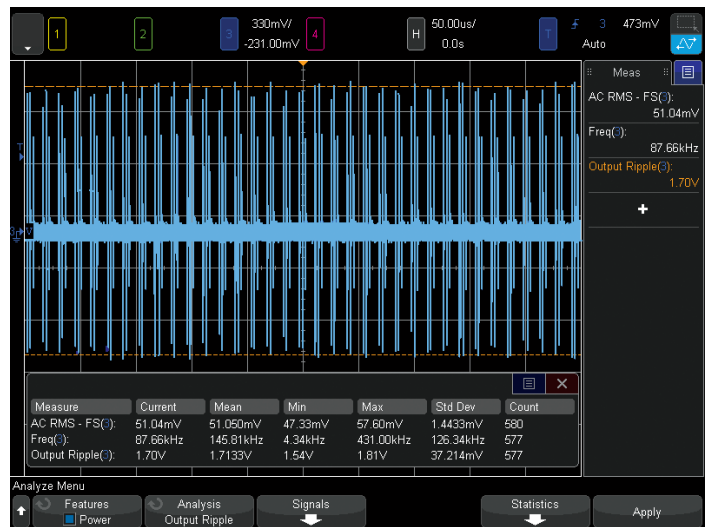 1 2 3 330mV/ -231.00mV 4 H 50.00us/ 0.0s T 3 473mV Auto
Meas
AC RMS - FS(3):
51.04mV
Freq(3):
87.66kHz
Output Ripple(3):
1.70V
+
T
3 V
Measure Current Mean Min Max Std Dev Count
AC RMS - FS(3): 51.04mV 51.050mV 47.33mV 57.60mV 1.4433mV 580
Freq(3): 87.66kHz 145.81kHz 4.34kHz 431.00kHz 126.34kHz 577
Output Ripple(3): 1.70V 1.7133V 1.54V 1.81V 37.214mV 577
Analyze Menu
Features Analysis Signals Statistics Apply
Power Output Ripple